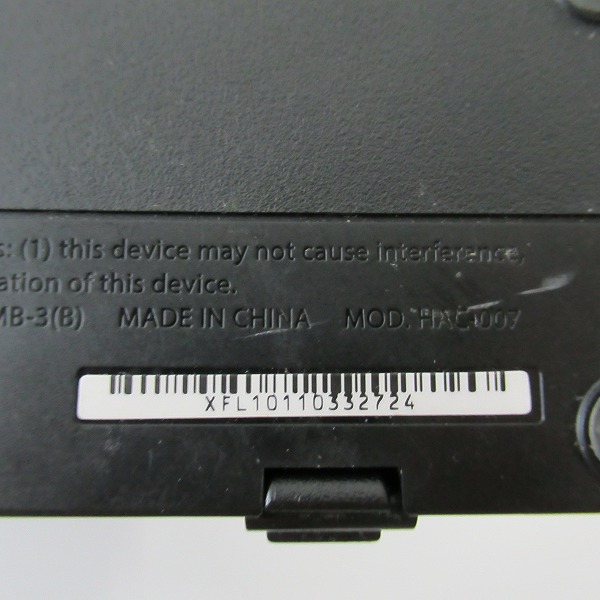 s: (1) this device may not cause interference,
ation of this device.
MB-3(B) MADE IN CHINA MOD. HAC-007
XFL10110332724